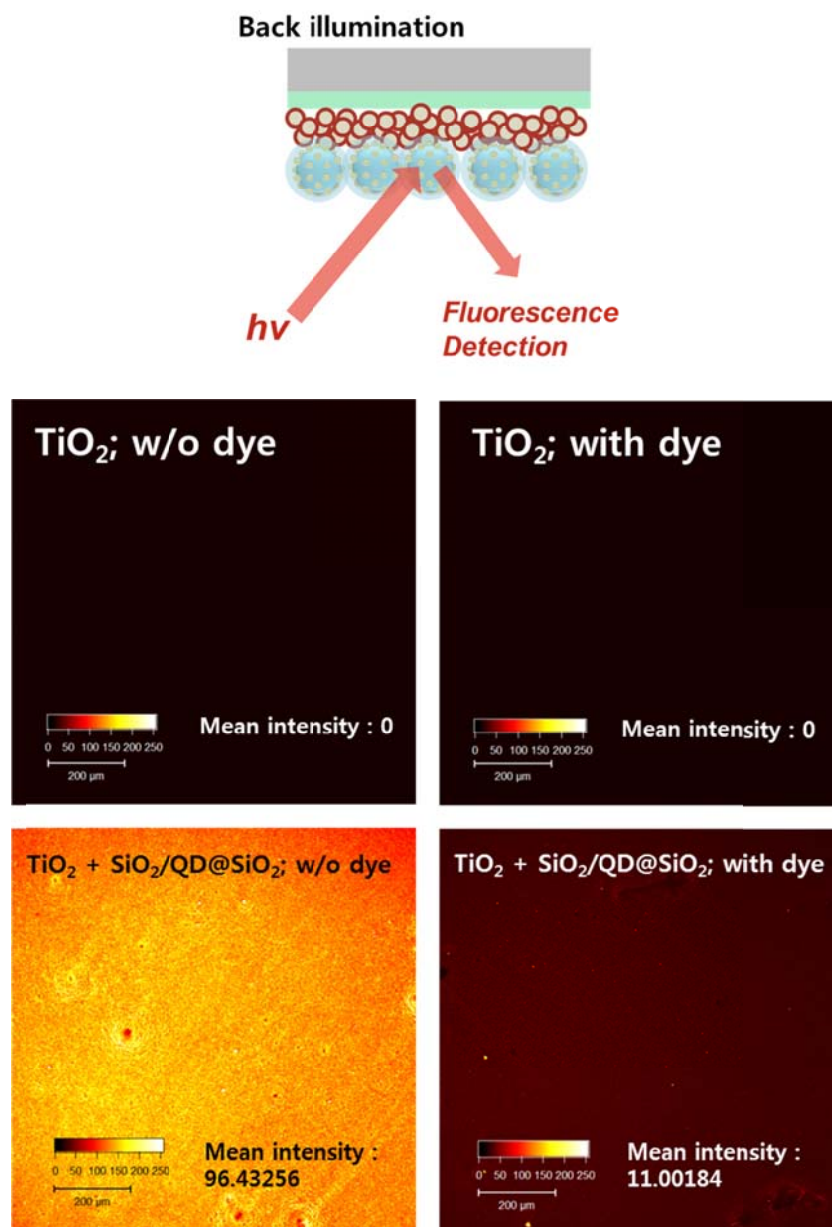 Back illumination
hv
Fluorescence
Detection
TiO₂; w/o dye
0 50 100 150 200 250
200 μm
Mean intensity : 0
TiO₂; with dye
0 50 100 150 200 250
200 μm
Mean intensity : 0
TiO₂ + SiO₂/QD@SiO₂; w/o dye
0 50 100 150 200 250
200 μm
Mean intensity :
96.43256
TiO₂ + SiO₂/QD@SiO₂; with dye
0 50 100 150 200 250
200 μm
Mean intensity :
11.00184